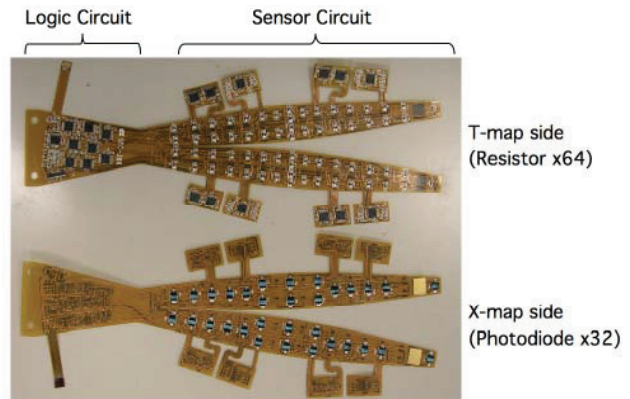 Logic Circuit
Sensor Circuit
T-map side
(Resistor x64)
X-map side
(Photodiode x32)